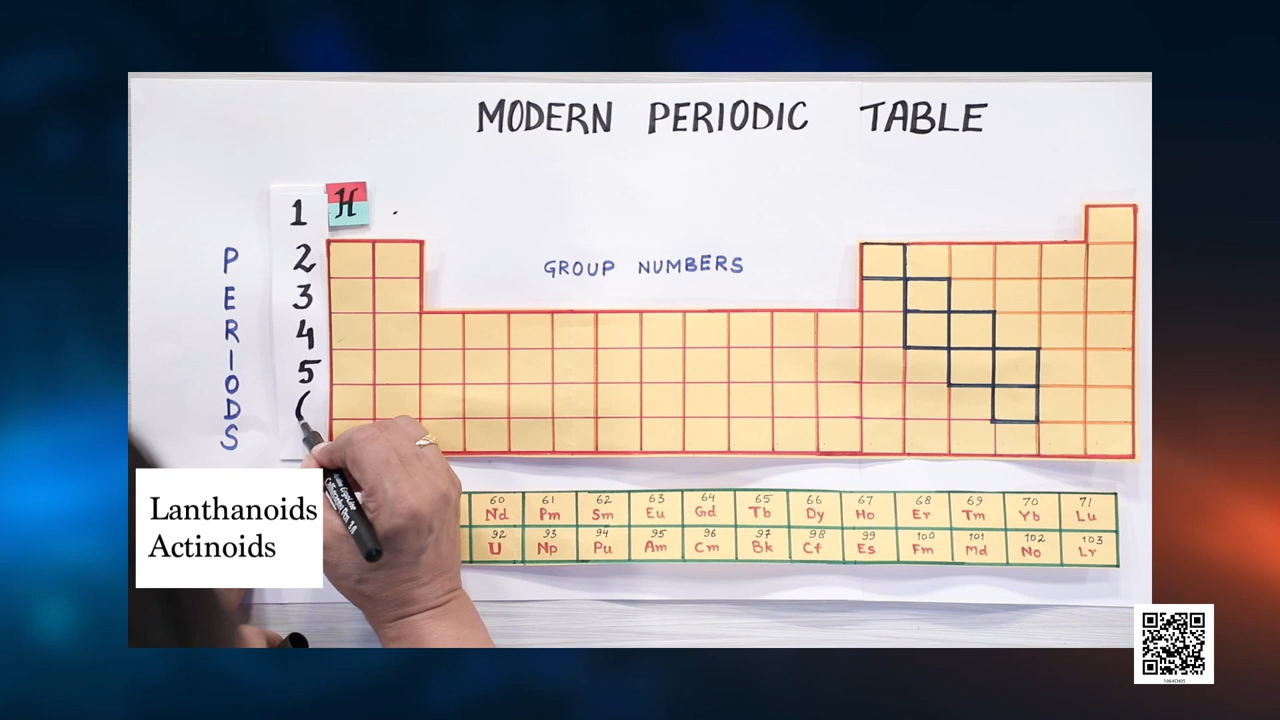 MODERN PERIODIC TABLE
1 H
2
3
4
5
PERIODS
GROUP NUMBERS
Lanthanoids
Actinoids
60 61 62 63 64 65 66 67 68 69 70 71
Nd Pm Sm Eu Gd Tb Dy Ho Er Tm Yb Lu
92 93 94 95 96 97 98 99 100 101 102 103
U Np Pu Am Cm Bk Cf Es Fm Md No Lr
1064CH05